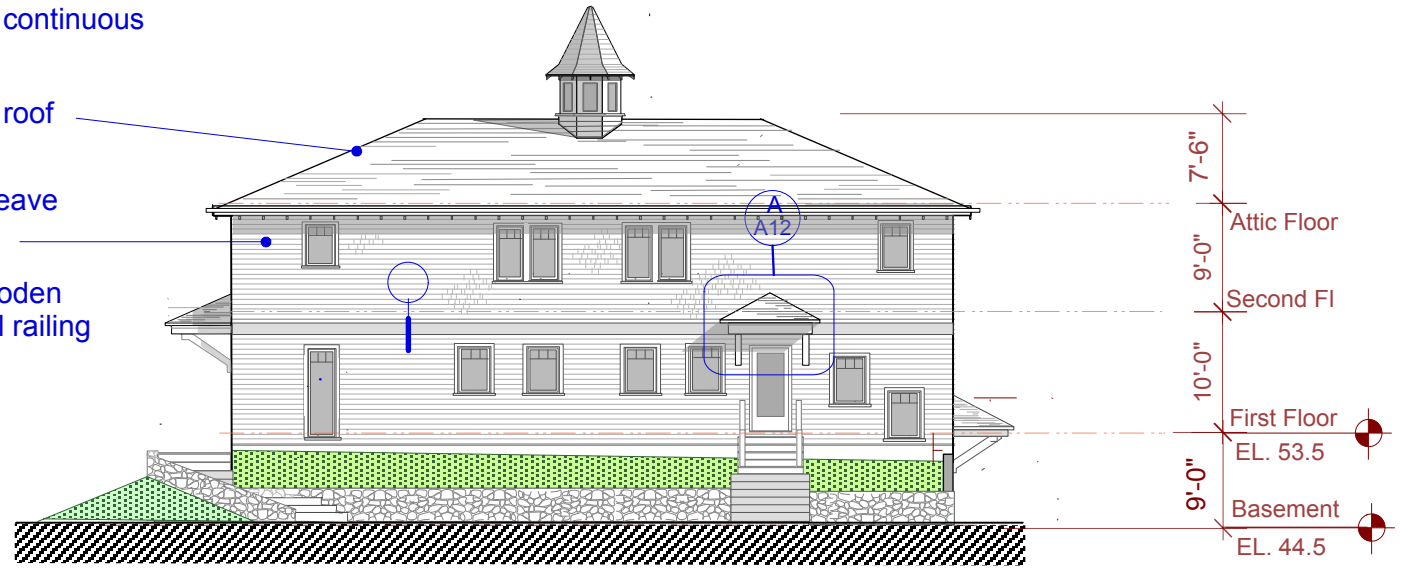 continuous
roof
eave
oden
l railing
A
A12
7'-6"
Attic Floor
9'-0"
Second Fl
10'-0"
First Floor
EL. 53.5
9'-0"
Basement
EL. 44.5